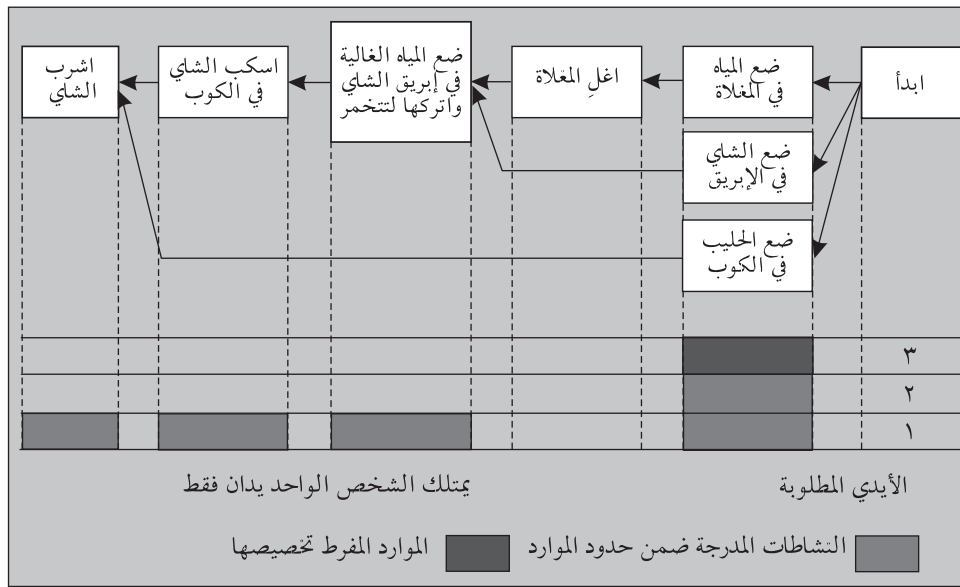 ابدأ
ضع المياه
في المغلاة
اغلِ المغلاة
ضع المياه الغالية
في إبريق الشاي
واتركها لتتخمر
اسكب الشاي
في الكوب
اشرب
الشاي
ضع الشاي
في الإبريق
ضع الحليب
في الكوب
٣
٢
١
الأيدي المطلوبة
يمتلك الشخص الواحد يدان فقط
النشاطات المدرجة ضمن حدود الموارد
الموارد المفرط تخصيصها